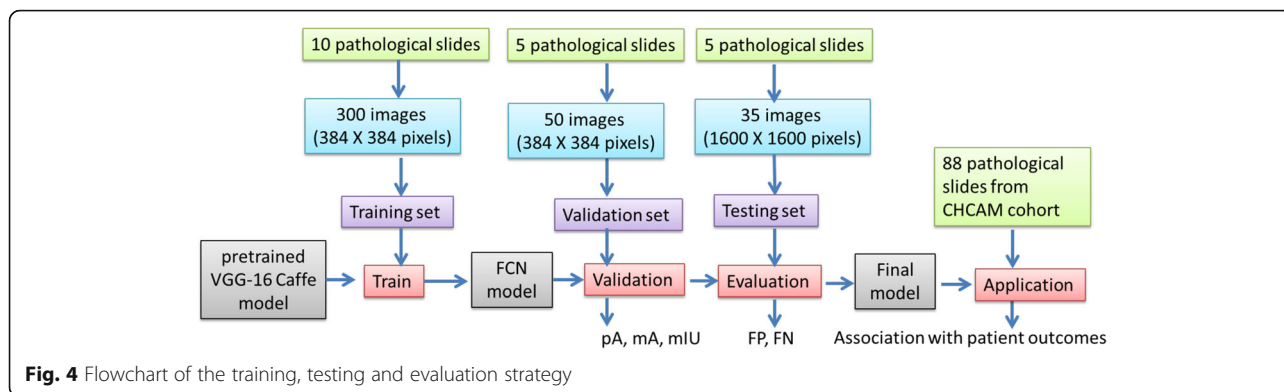 10 pathological slides
5 pathological slides
5 pathological slides
300 images
(384 X 384 pixels)
50 images
(384 X 384 pixels)
35 images
(1600 X 1600 pixels)
88 pathological
slides from
CHCAM cohort
Training set
Validation set
Testing set
pretrained
VGG-16 Caffe
model
Train
FCN
model
Validation
Evaluation
Final
model
Application
pA, mA, mIU
FP, FN
Association with patient outcomes
Fig. 4 Flowchart of the training, testing and evaluation strategy